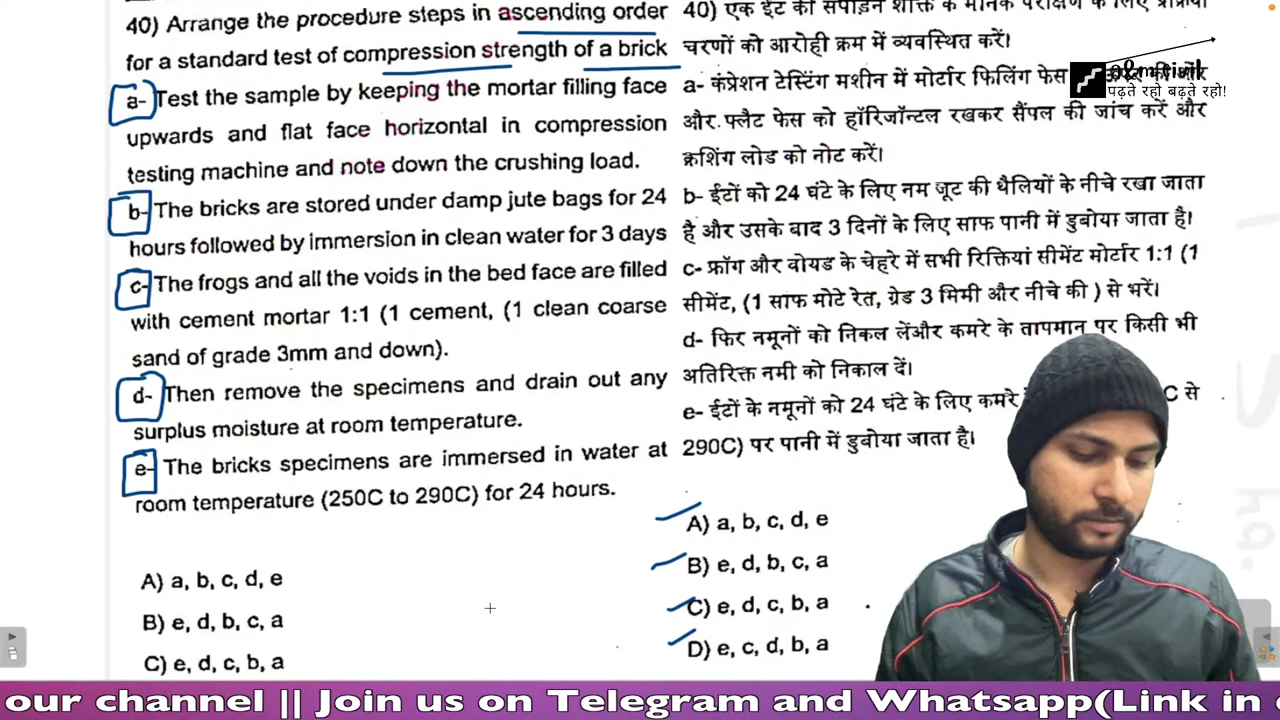 40) Arrange the procedure steps in ascending order
for a standard test of compression strength of a brick
a- Test the sample by keeping the mortar filling face
upwards and flat face horizontal in compression
testing machine and note down the crushing load.
b- The bricks are stored under damp jute bags for 24
hours followed by immersion in clean water for 3 days
c- The frogs and all the voids in the bed face are filled
with cement mortar 1:1 (1 cement, (1 clean coarse
sand of grade 3mm and down).
d- Then remove the specimens and drain out any
surplus moisture at room temperature.
e- The bricks specimens are immersed in water at
room temperature (250C to 290C) for 24 hours.
A) a, b, c, d, e
B) e, d, b, c, a
C) e, d, c, b, a
40) एक ईंट की संपीड़न शक्ति के मानक परीक्षण के लिए प्रक्रिया
चरणों को आरोही क्रम में व्यवस्थित करें।
a- कंप्रेशन टेस्टिंग मशीन में मोर्टार फिलिंग फेस की ओर
और फ्लैट फेस को हॉरिजॉन्टल रखकर सैंपल की जांच करें और
क्रशिंग लोड को नोट करें।
b- ईंटों को 24 घंटे के लिए नम जूट की थैलियों के नीचे रखा जाता
है और उसके बाद 3 दिनों के लिए साफ पानी में डुबोया जाता है।
c- फ्रॉग और वोयड के चेहरे में सभी रिक्तियां सीमेंट मोर्टार 1:1 (1
सीमेंट, (1 साफ मोटे रेत, ग्रेड 3 मिमी और नीचे की ) से भरें।
d- फिर नमूनों को निकल लेंऔर कमरे के तापमान पर किसी भी
अतिरिक्त नमी को निकाल दें।
e- ईंटों के नमूनों को 24 घंटे के लिए कमरे C से
290C) पर पानी में डुबोया जाता है।
A) a, b, c, d, e
B) e, d, b, c, a
C) e, d, c, b, a
D) e, c, d, b, a
civil
पढ़ते रहो बढ़ते रहो!
our channel || Join us on Telegram and Whatsapp(Link in